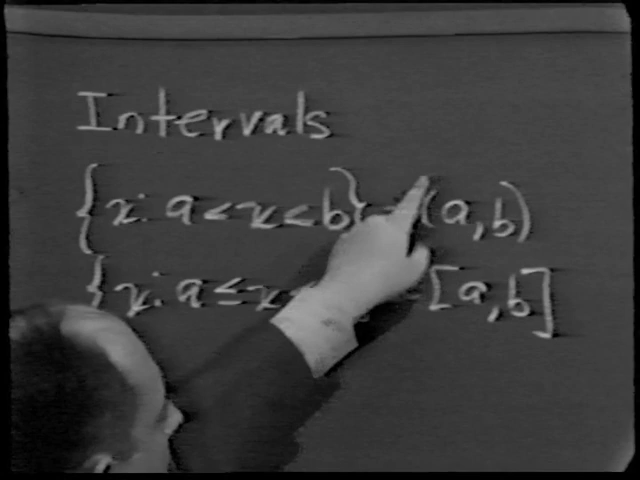 Intervals
{x: a<x<b} = (a,b)
{x: a≤x = [a,b]